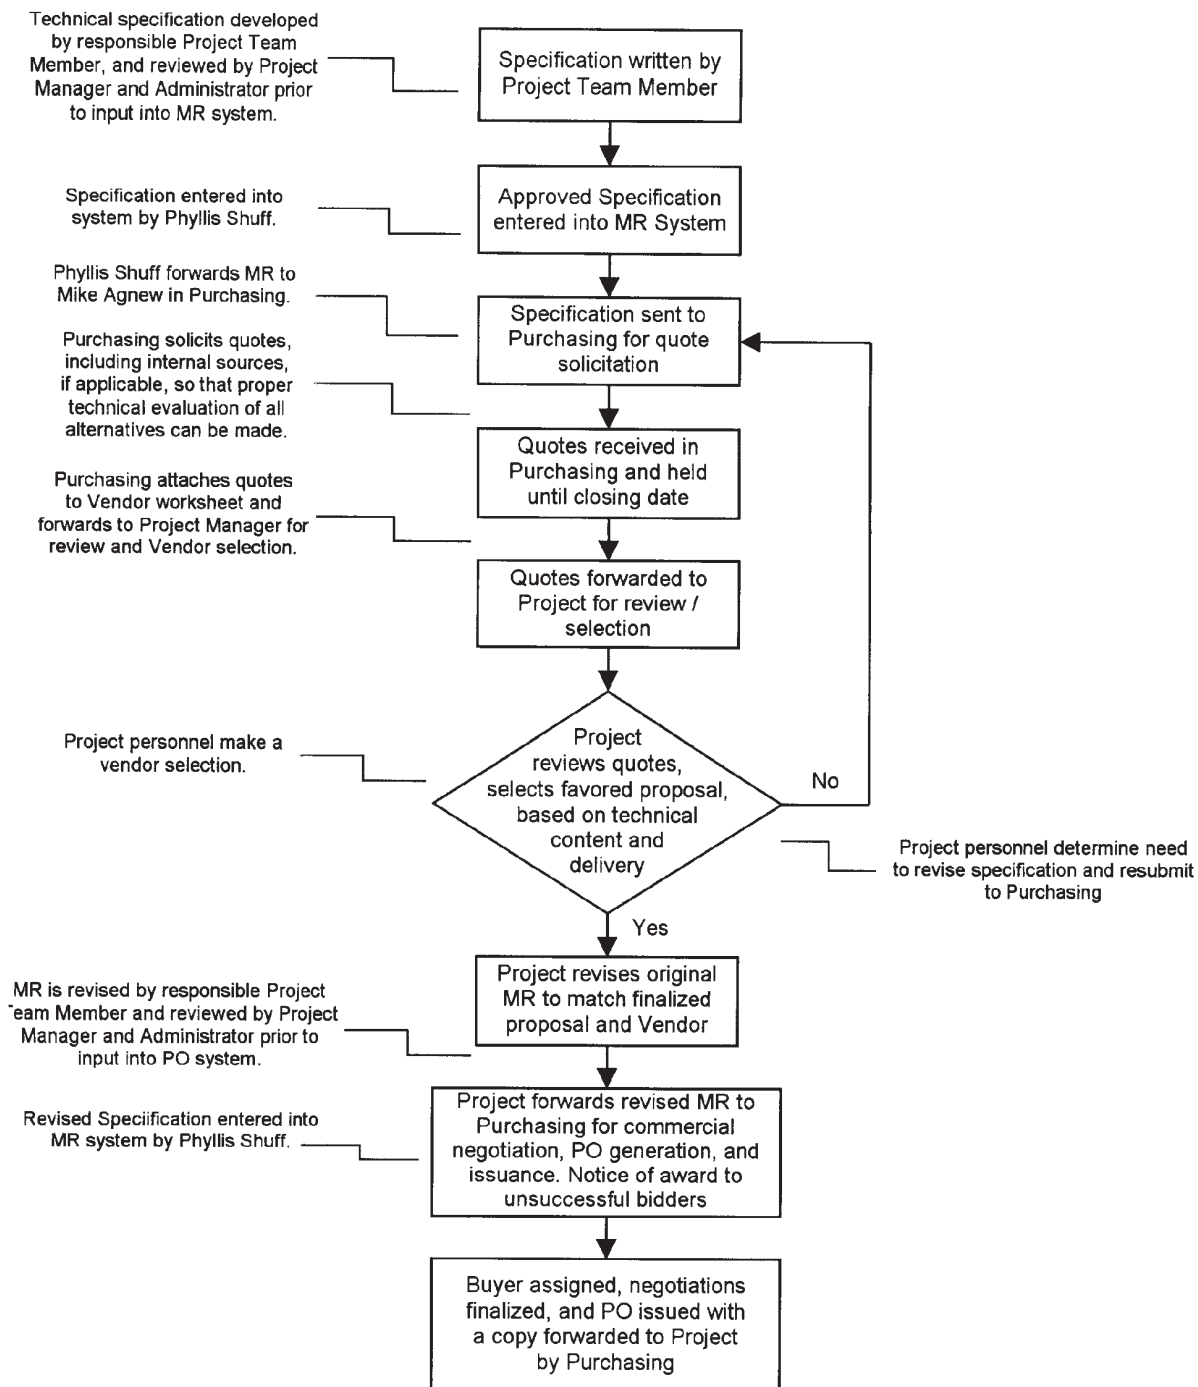 Technical specification developed
by responsible Project Team
Member, and reviewed by Project
Manager and Administrator prior
to input into MR system.
Specification written by
Project Team Member
Specification entered into
system by Phyllis Shuff.
Approved Specification
entered into MR System
Phyllis Shuff forwards MR to
Mike Agnew in Purchasing.
Specification sent to
Purchasing for quote
solicitation
Purchasing solicits quotes,
including internal sources,
if applicable, so that proper
technical evaluation of all
alternatives can be made.
Quotes received in
Purchasing and held
until closing date
Purchasing attaches quotes
to Vendor worksheet and
forwards to Project Manager for
review and Vendor selection.
Quotes forwarded to
Project for review /
selection
Project personnel make a
vendor selection.
Project
reviews quotes,
selects favored proposal,
based on technical
content and
delivery
No
Project personnel determine need
to revise specification and resubmit
to Purchasing
Yes
MR is revised by responsible Project
eam Member and reviewed by Project
Manager and Administrator prior to
input into PO system.
Project revises original
MR to match finalized
proposal and Vendor
Revised Speciification entered into
MR system by Phyllis Shuff.
Project forwards revised MR to
Purchasing for commercial
negotiation, PO generation, and
issuance. Notice of award to
unsuccessful bidders
Buyer assigned, negotiations
finalized, and PO issued with
a copy forwarded to Project
by Purchasing